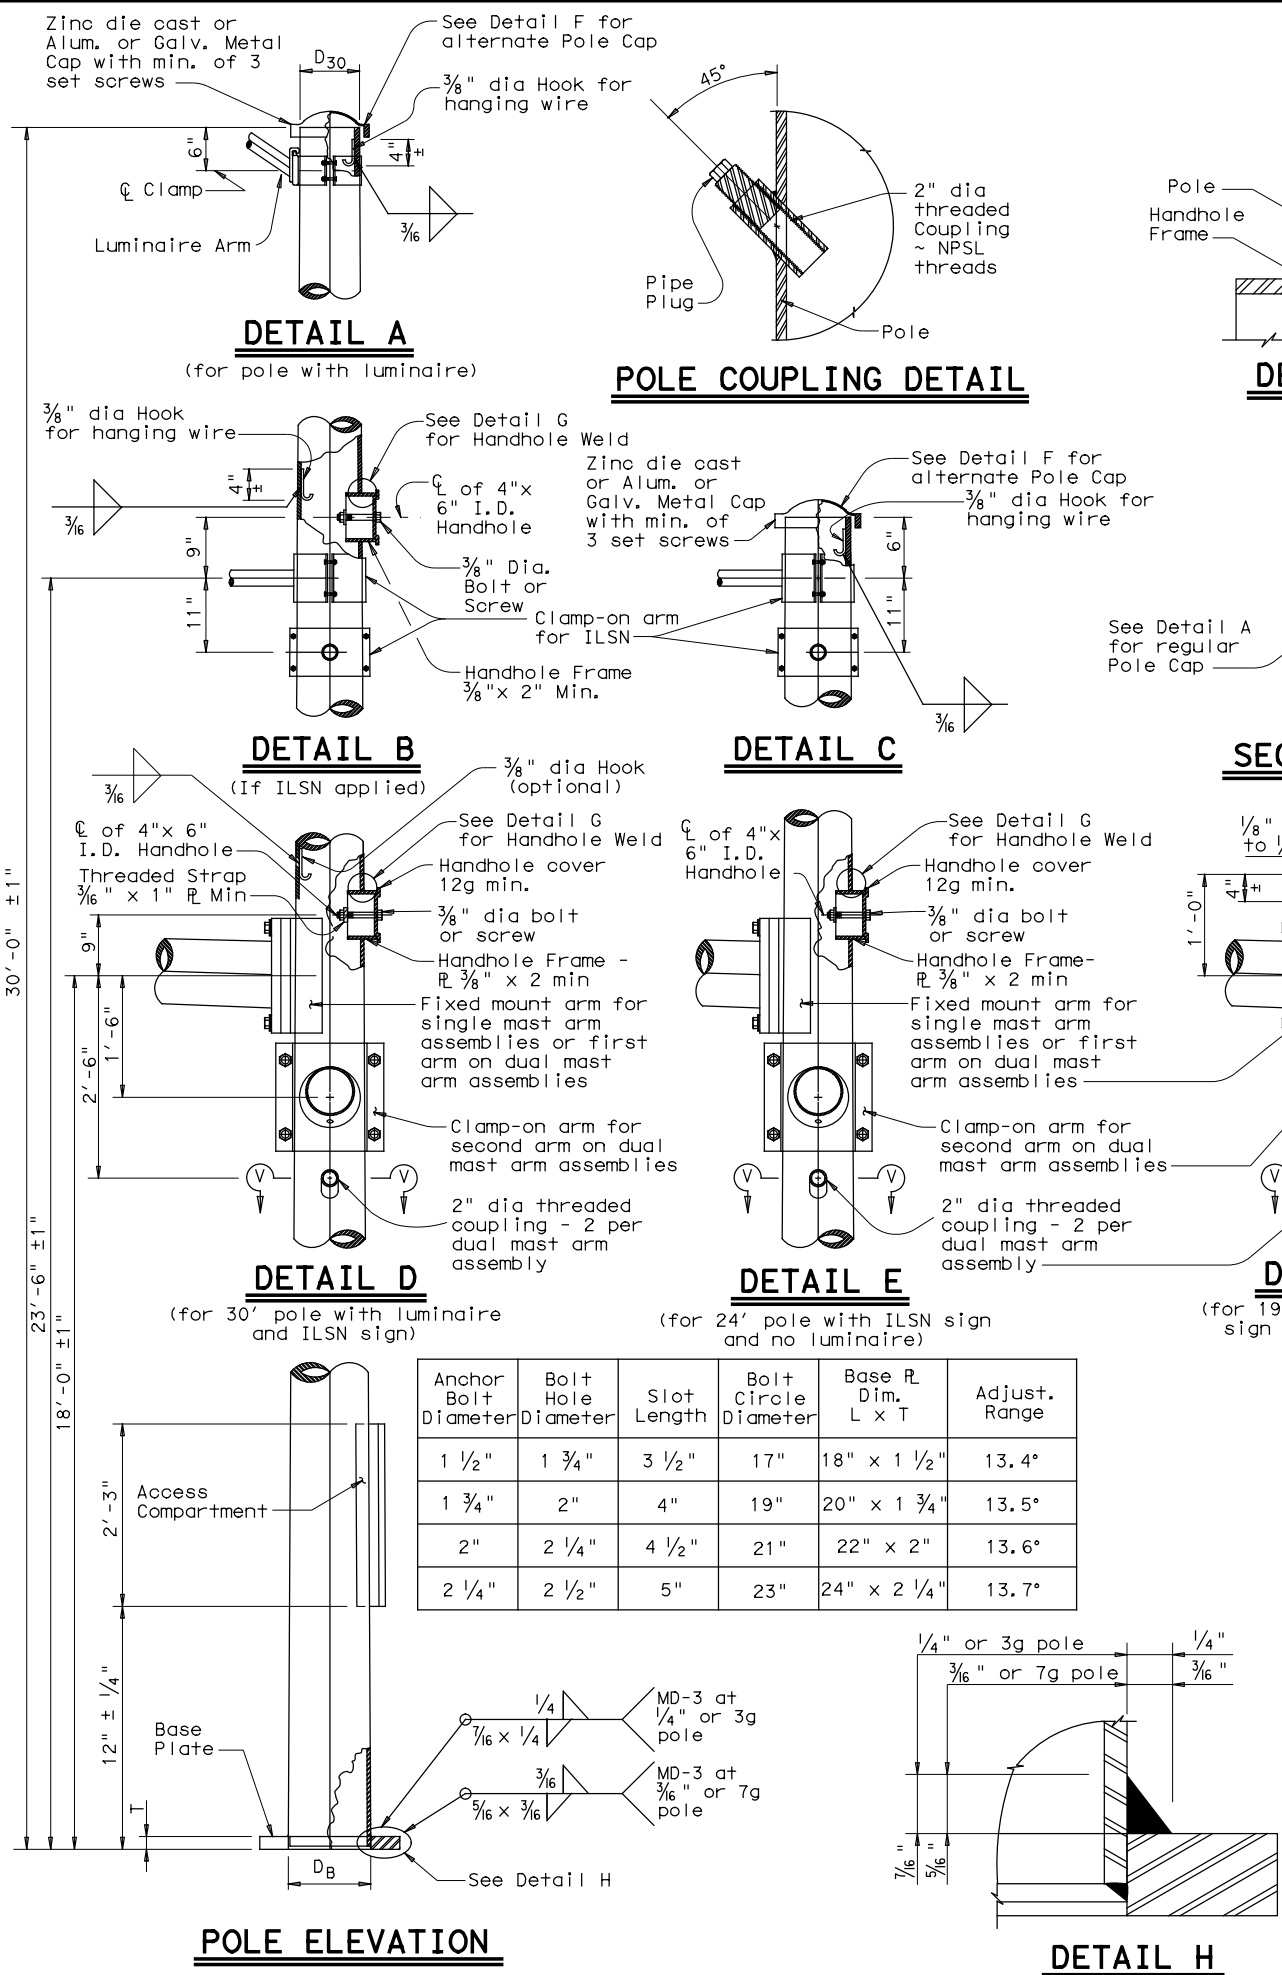 Zinc die cast or
Alum. or Galv. Metal
Cap with min. of 3
set screws
See Detail F for
alternate Pole Cap
D30
3/8" dia Hook for
hanging wire
6"
4"
±
℄ Clamp
Luminaire Arm
3/16
DETAIL A
(for pole with luminaire)
45°
2" dia
threaded
Coupling
~ NPSL
threads
Pipe
Plug
Pole
POLE COUPLING DETAIL
Pole
Handhole
Frame
DE
3/8" dia Hook
for hanging wire
See Detail G
for Handhole Weld
4"
±
3/16
℄ of 4"x
6" I.D.
Handhole
9"
11"
3/8" Dia.
Bolt or
Screw
Clamp-on arm
for ILSN
Handhole Frame
3/8"x 2" Min.
DETAIL B
(If ILSN applied)
Zinc die cast
or Alum. or
Galv. Metal Cap
with min. of
3 set screws
See Detail F for
alternate Pole Cap
3/8" dia Hook for
hanging wire
6"
11"
3/16
DETAIL C
See Detail A
for regular
Pole Cap
SEC
3/16
3/8" dia Hook
(optional)
℄ of 4"x 6"
I.D. Handhole
Threaded Strap
3/16 " x 1" ℞ Min
See Detail G
for Handhole Weld
Handhole cover
12g min.
3/8" dia bolt
or screw
Handhole Frame -
℞ 3/8" x 2 min
Fixed mount arm for
single mast arm
assemblies or first
arm on dual mast
arm assemblies
Clamp-on arm for
second arm on dual
mast arm assemblies
2" dia threaded
coupling - 2 per
dual mast arm
assembly
9"
1'-6"
2'-6"
V
V
DETAIL D
(for 30' pole with luminaire
and ILSN sign)
℄ of 4"x
6" I.D.
Handhole
See Detail G
for Handhole Weld
Handhole cover
12g min.
3/8" dia bolt
or screw
Handhole Frame-
℞ 3/8" x 2 min
Fixed mount arm for
single mast arm
assemblies or first
arm on dual mast
arm assemblies
Clamp-on arm for
second arm on dual
mast arm assemblies
2" dia threaded
coupling - 2 per
dual mast arm
assembly
V
V
DETAIL E
(for 24' pole with ILSN sign
and no luminaire)
1/8"
4"
±
1'-0"
V
D
(for 19
sign
30'-0" ±1"
23'-6" ±1"
18'-0" ±1"
Anchor Bolt Diameter | Bolt Hole Diameter | Slot Length | Bolt Circle Diameter | Base ℞ Dim. L x T | Adjust. Range
1 1/2" | 1 3/4" | 3 1/2" | 17" | 18" x 1 1/2" | 13.4°
1 3/4" | 2" | 4" | 19" | 20" x 1 3/4" | 13.5°
2" | 2 1/4" | 4 1/2" | 21" | 22" x 2" | 13.6°
2 1/4" | 2 1/2" | 5" | 23" | 24" x 2 1/4" | 13.7°
2'-3"
Access
Compartment
12" ± 1/4"
Base
Plate
T
DB
1/4
7/16 x 1/4
MD-3 at
1/4" or 3g
pole
3/16
5/16 x 3/16
MD-3 at
3/16 " or 7g
pole
See Detail H
POLE ELEVATION
1/4" or 3g pole
1/4"
3/16 " or 7g pole
3/16 "
7/16 "
5/16 "
DETAIL H